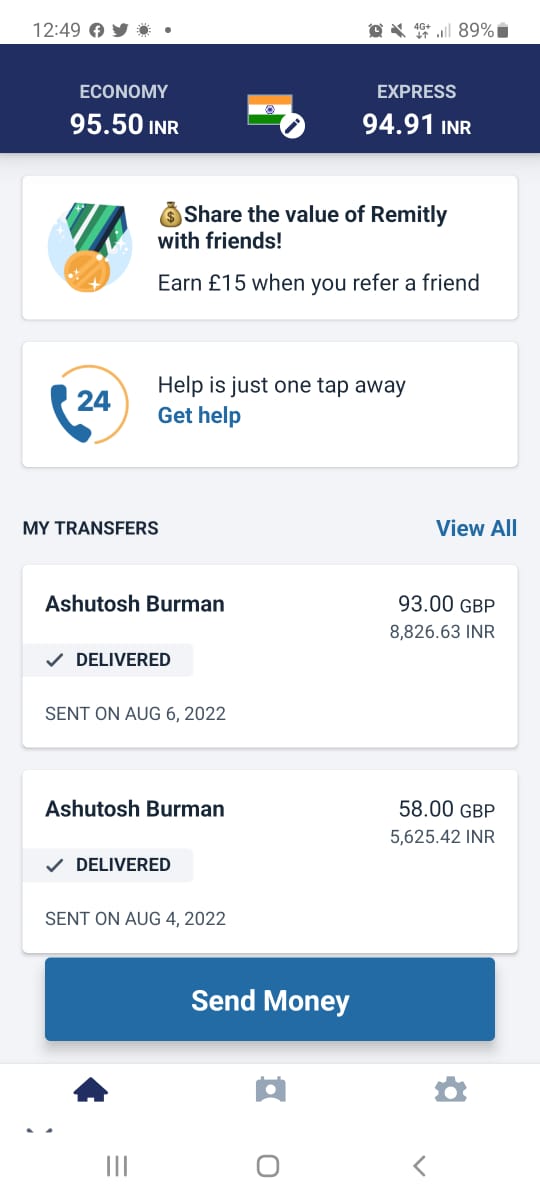 12:49
4G+
89%
ECONOMY
EXPRESS
95.50 INR
94.91 INR
💰Share the value of Remitly
with friends!
Earn £15 when you refer a friend
24
Help is just one tap away
Get help
MY TRANSFERS
View All
Ashutosh Burman
93.00 GBP
8,826.63 INR
DELIVERED
SENT ON AUG 6, 2022
Ashutosh Burman
58.00 GBP
5,625.42 INR
DELIVERED
SENT ON AUG 4, 2022
Send Money